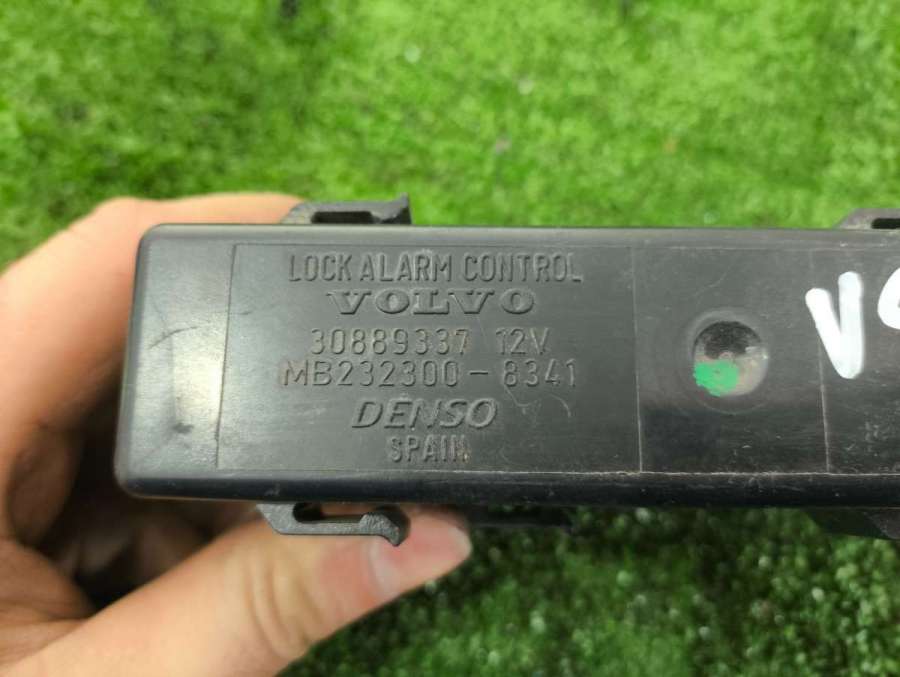 LOCK ALARM CONTROL
VOLVO
30889337 12V
MB232300-8341
DENSO
SPAIN
V